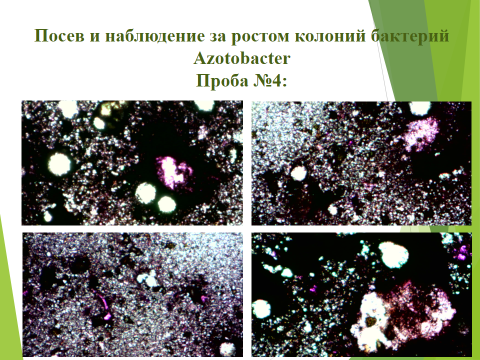 Посев и наблюдение за ростом колоний бактерий
Azotobacter
Проба №4: